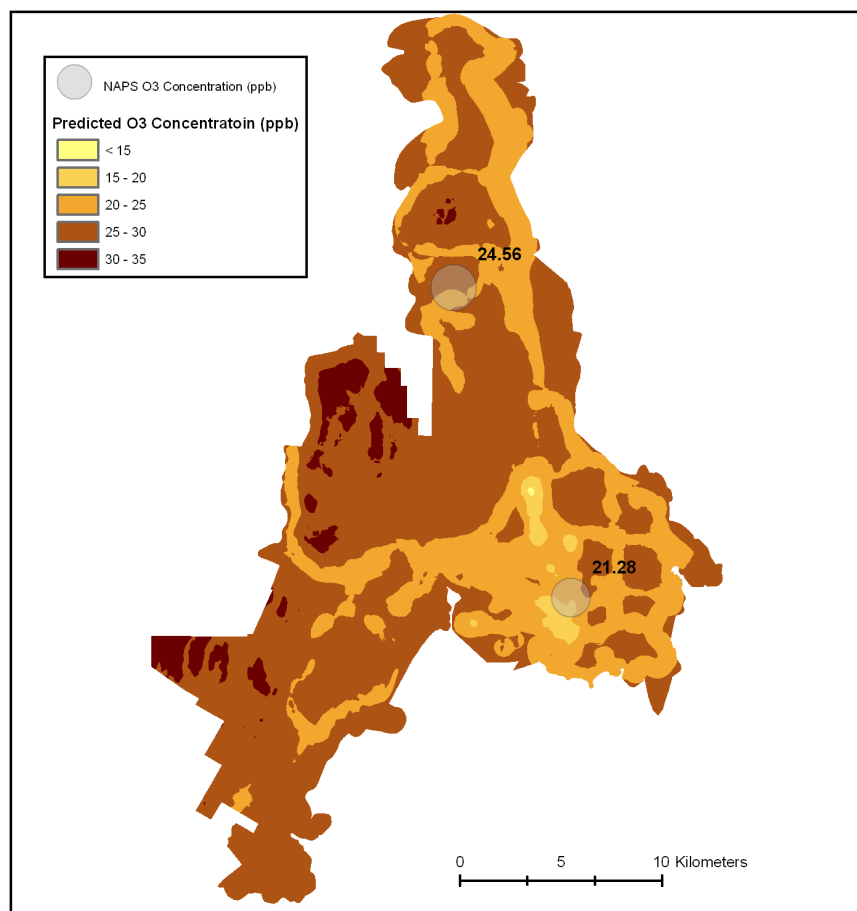 NAPS O3 Concentration (ppb)
Predicted O3 Concentratoin (ppb)
< 15
15 - 20
20 - 25
25 - 30
30 - 35
24.56
21.28
0 5 10 Kilometers